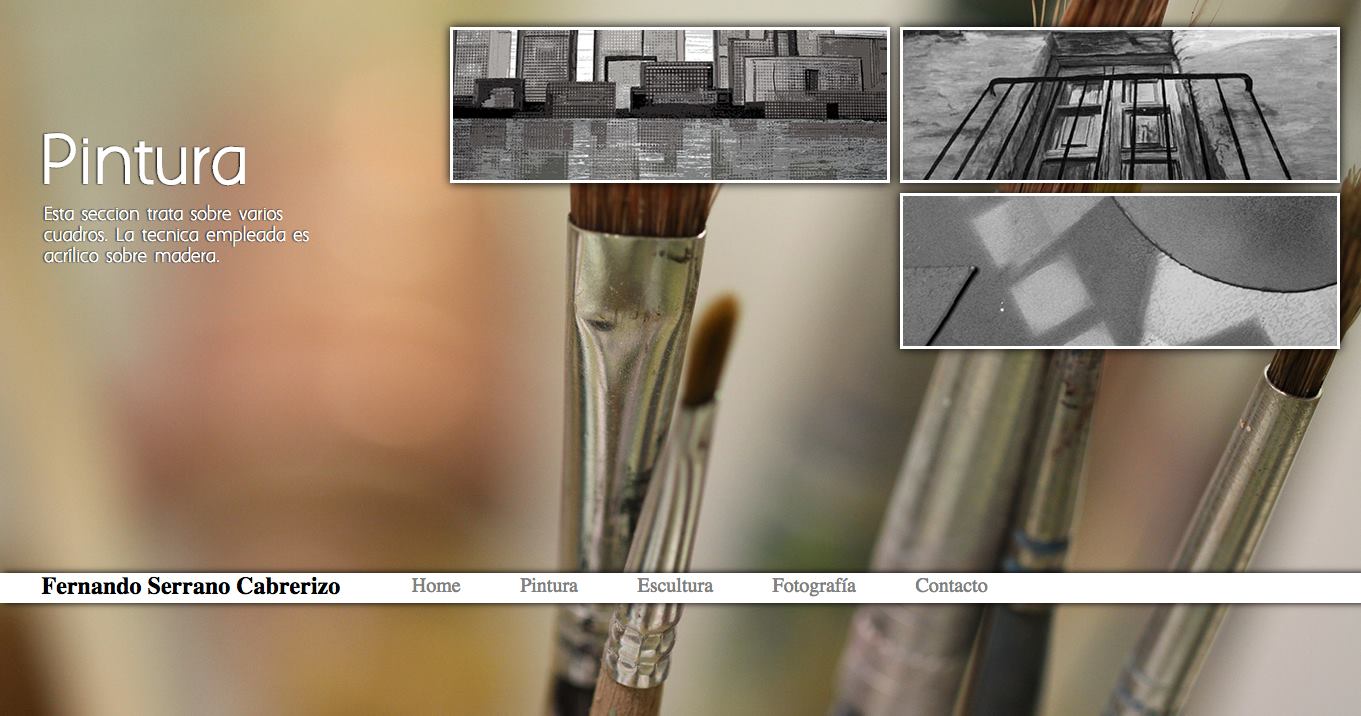 Pintura
Esta seccion trata sobre varios
cuadros. La tecnica empleada es
acrílico sobre madera.
Fernando Serrano Cabrerizo Home Pintura Escultura Fotografía Contacto